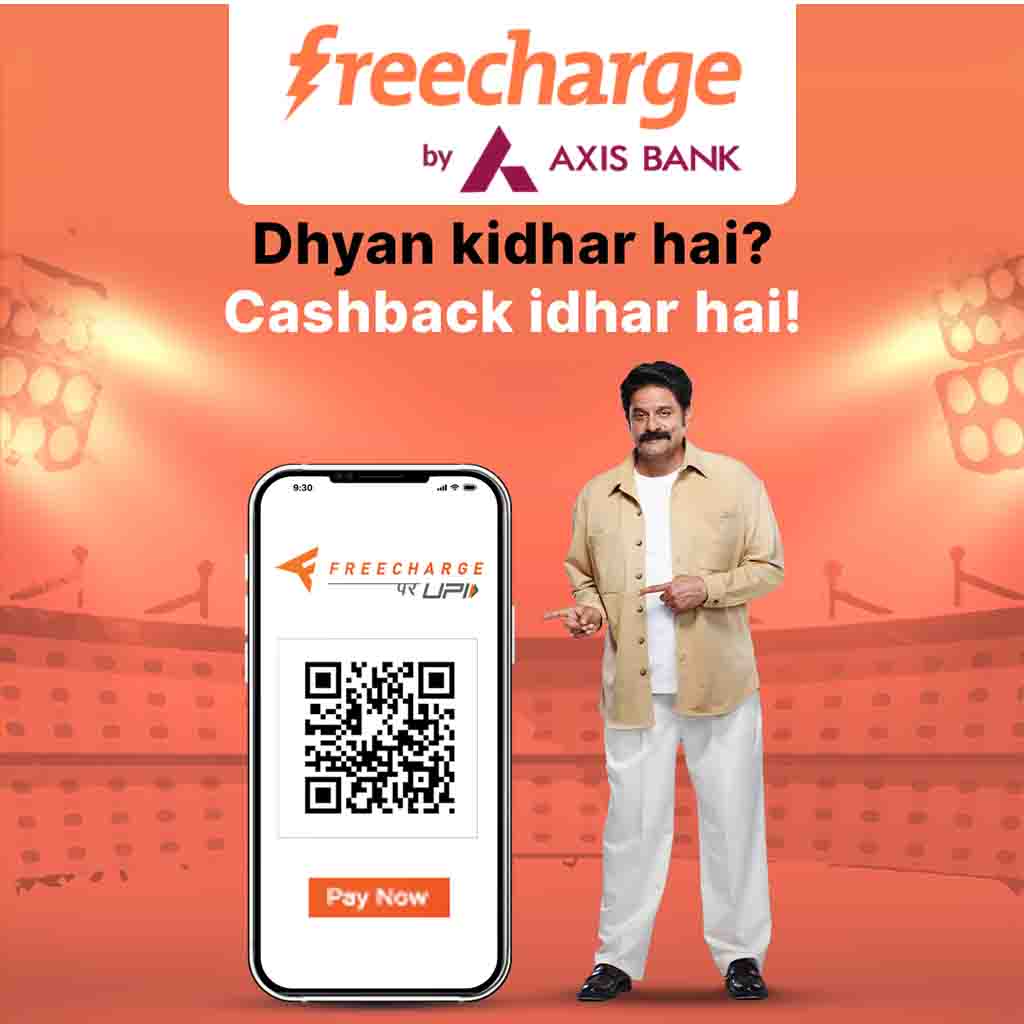 freecharge
by AXIS BANK
Dhyan kidhar hai?
Cashback idhar hai!
9:30
FREECHARGE
पर UPI
Pay Now